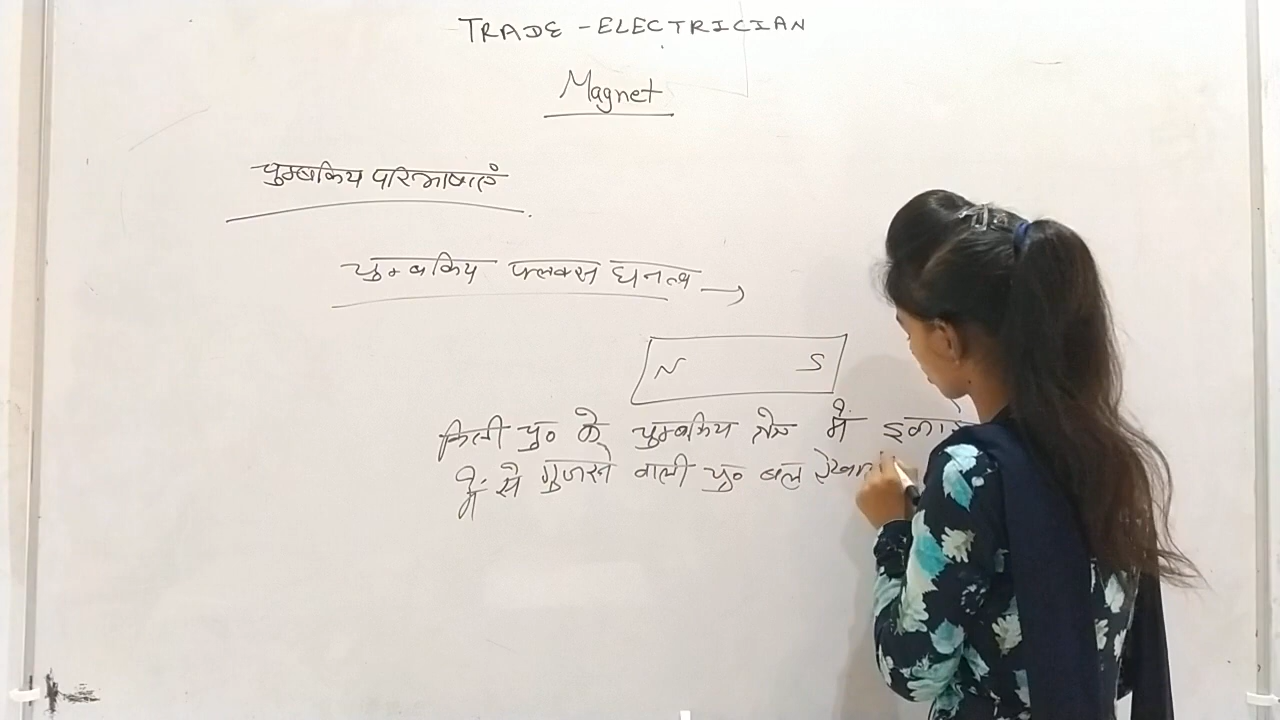 TRADE - ELECTRICIAN
Magnet
चुम्बकिय परिभाषाएं
चुम्बकिय फ्लक्स घनत्व →
N S
किसी चु० के चुम्बकिय क्षेत्र में
में से गुजरने वाली चु० बल